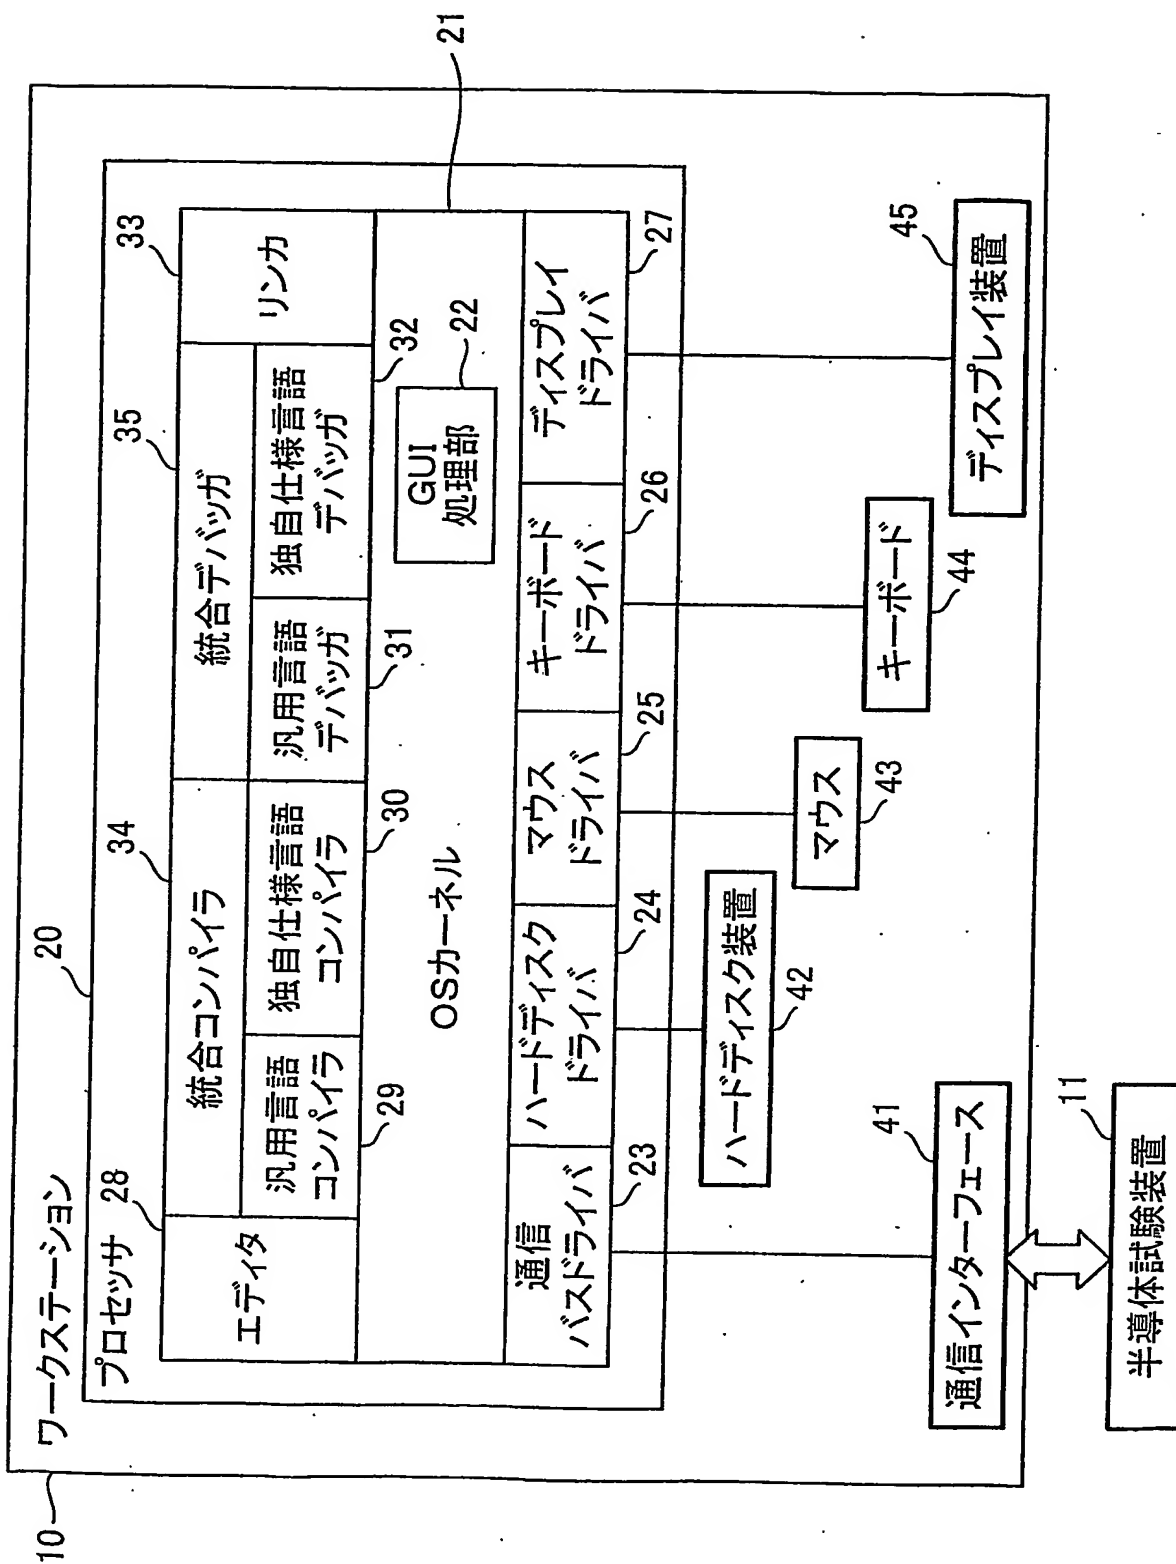 10
ワークステーション
20
プロセッサ
28
エディタ
34
統合コンパイラ
汎用言語
コンパイラ
29
独自仕様言語
コンパイラ
30
35
統合デバッガ
汎用言語
デバッガ
31
独自仕様言語
デバッガ
32
33
リンカ
21
OSカーネル
GUI
処理部
22
通信
バスドライバ
23
ハードディスク
ドライバ
24
マウス
ドライバ
25
キーボード
ドライバ
26
ディスプレイ
ドライバ
27
41
通信インターフェース
ハードディスク装置
42
マウス
43
キーボード
44
45
ディスプレイ装置
11
半導体試験装置